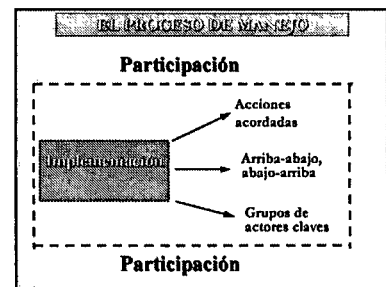 EL PROCESO DE MANEJO
Participación
Acciones
acordadas
Implementación
Arriba-abajo,
abajo-arriba
Grupos de
actores claves
Participación